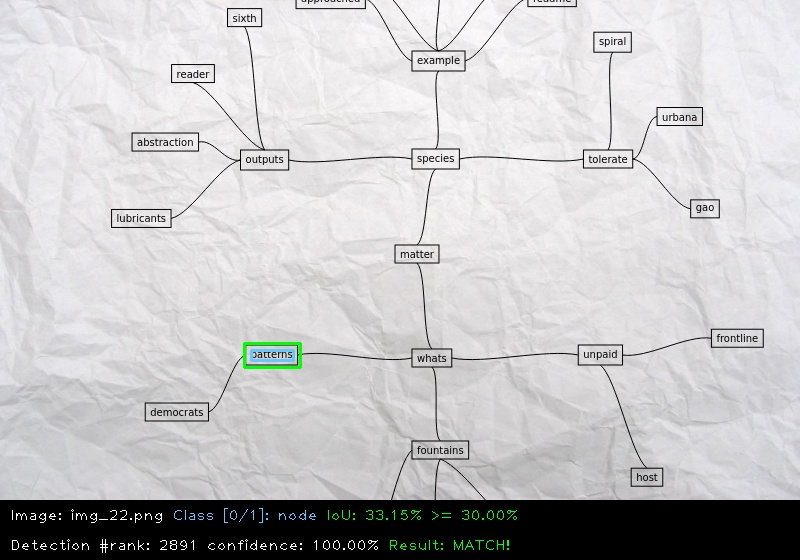 approached
resume
sixth
spiral
example
reader
urbana
abstraction
outputs
species
tolerate
gao
lubricants
matter
frontline
patterns
whats
unpaid
democrats
fountains
host
Image: img_22.png Class [0/1]: node IoU: 33.15% >= 30.00%
Detection #rank: 2891 confidence: 100.00% Result: MATCH!